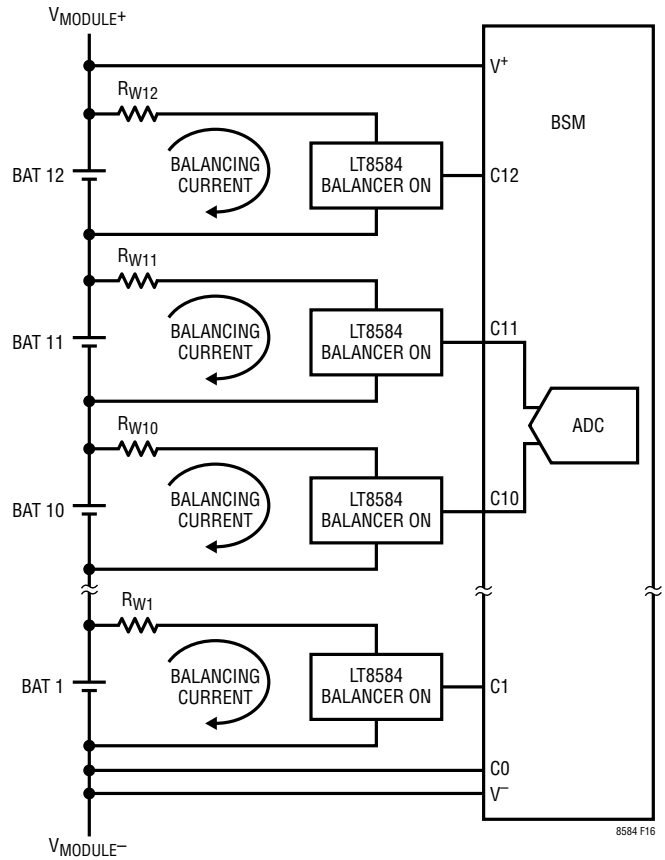 VMODULE+
V+
BSM
RW12
BALANCING
CURRENT
LT8584
BALANCER ON
BAT 12
C12
RW11
BALANCING
CURRENT
LT8584
BALANCER ON
BAT 11
C11
ADC
RW10
BALANCING
CURRENT
LT8584
BALANCER ON
BAT 10
C10
RW1
BALANCING
CURRENT
LT8584
BALANCER ON
BAT 1
C1
C0
V–
VMODULE–
8584 F16